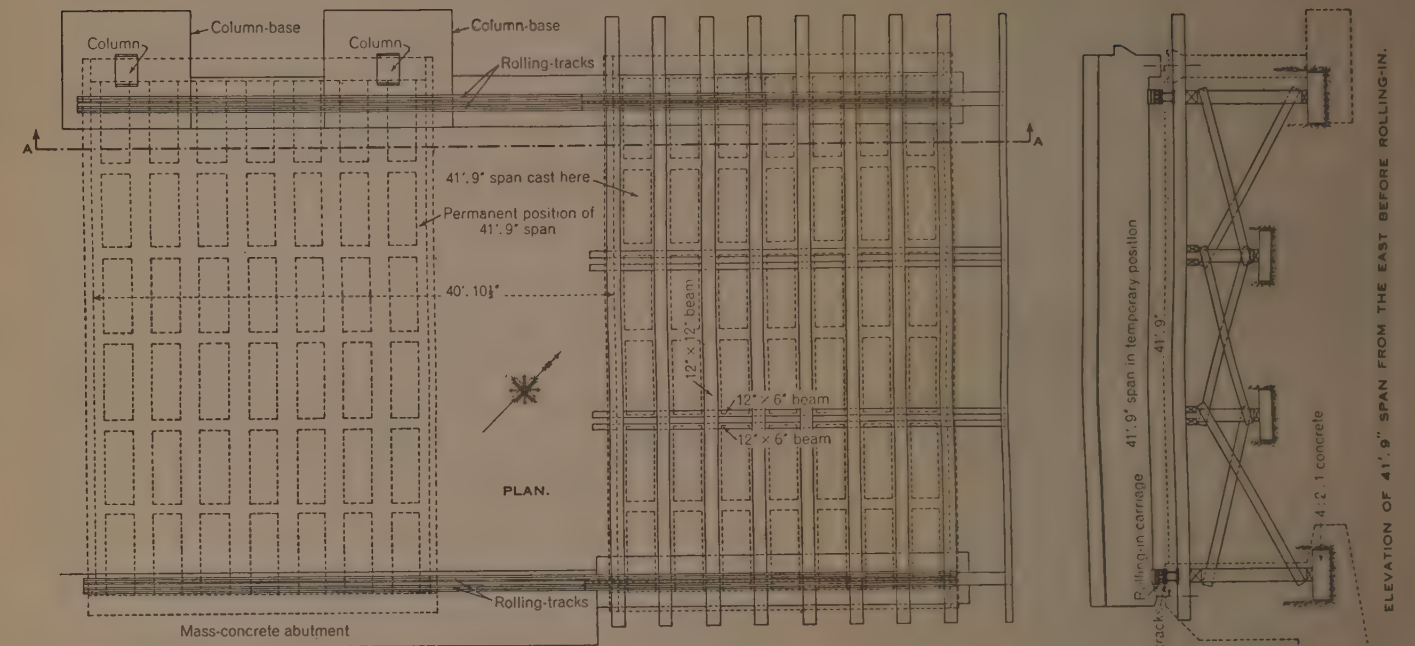 Column-base
Column-base
Column
Column
Rolling-tracks
A
A
41'.9" span cast here
Permanent position of
41'.9" span
40'. 10½"
12" × 12" beam
12" × 6" beam
12" × 6" beam
PLAN.
Rolling-tracks
Mass-concrete abutment
41'.9" span in temporary position
41'.9"
Rolling-in carriage
tracks
4:2:1 concrete
ELEVATION OF 41'.9" SPAN FROM THE EAST BEFORE ROLLING-IN.